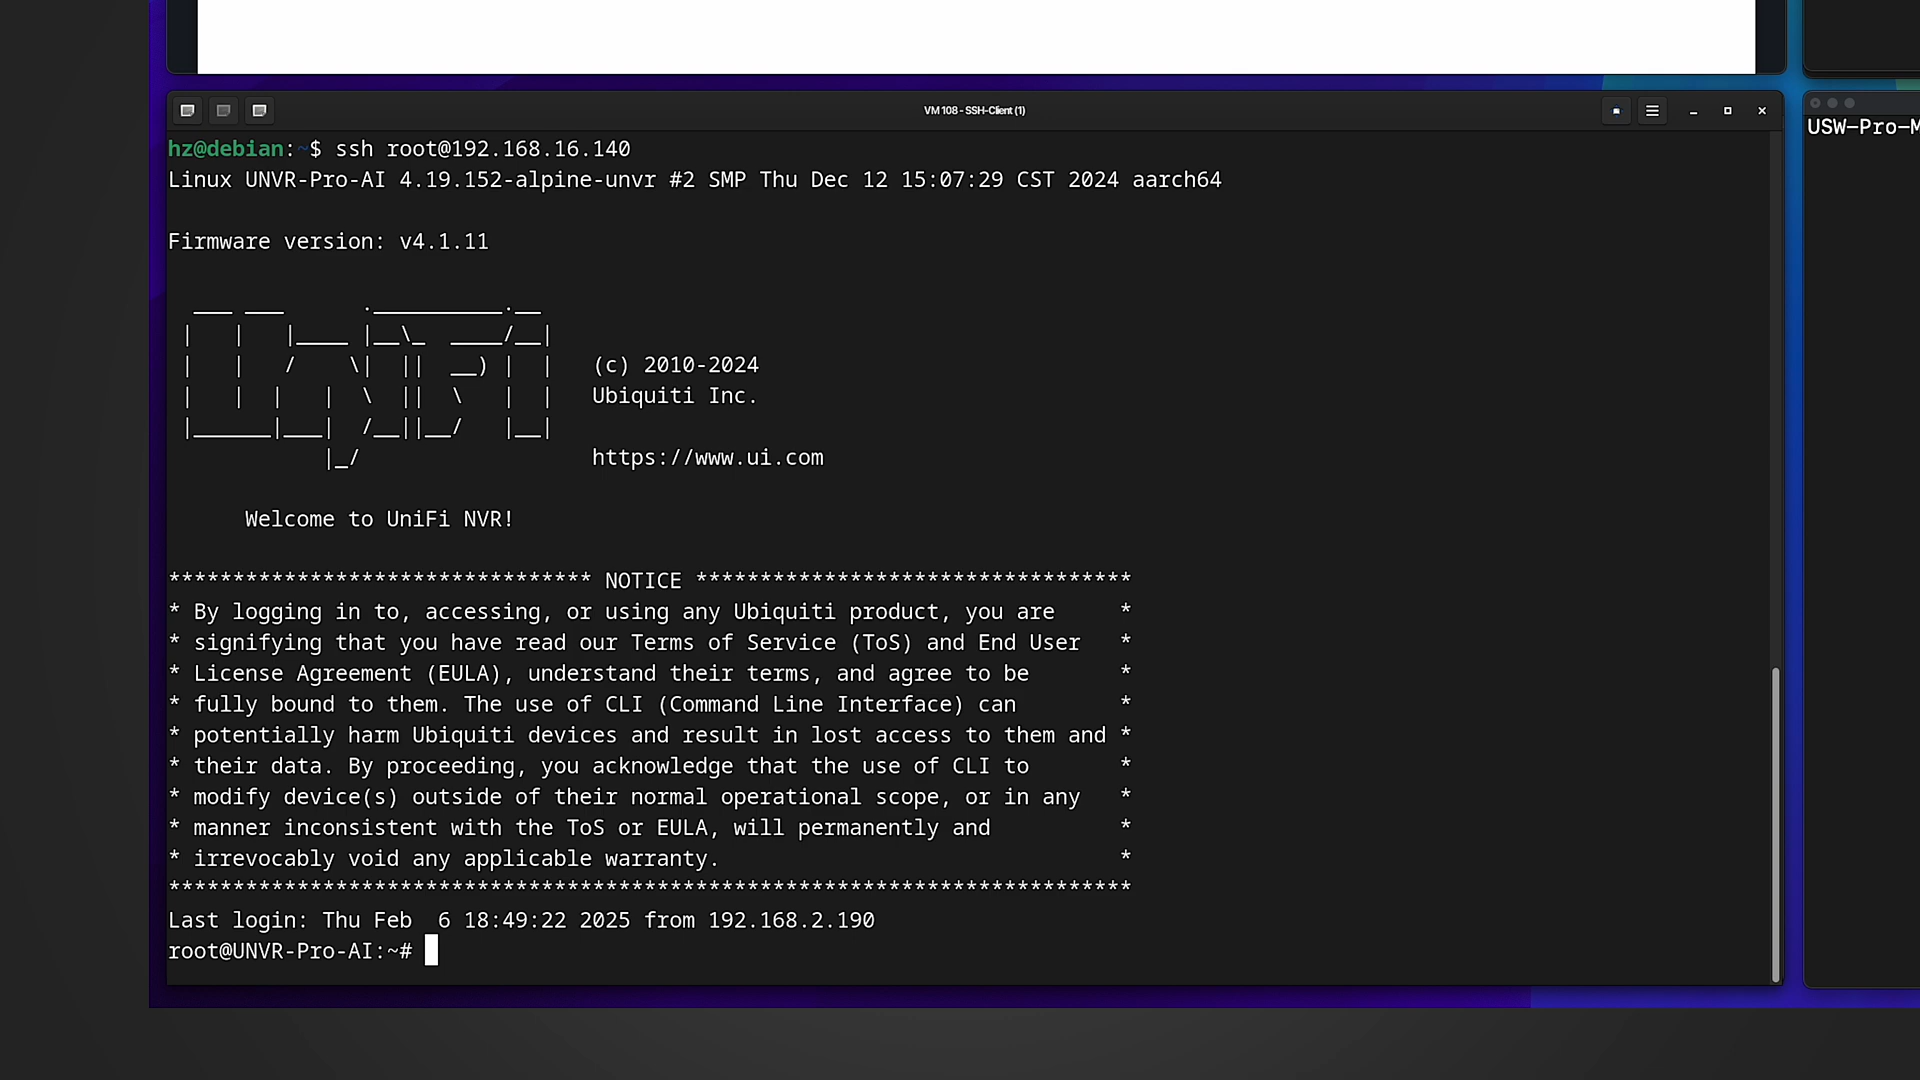 VM 108 - SSH-Client (1)
hz@debian:~$ ssh root@192.168.16.140
Linux UNVR-Pro-AI 4.19.152-alpine-unvr #2 SMP Thu Dec 12 15:07:29 CST 2024 aarch64
Firmware version: v4.1.11
(c) 2010-2024
Ubiquiti Inc.
https://www.ui.com
Welcome to UniFi NVR!
********************************* NOTICE **********************************
* By logging in to, accessing, or using any Ubiquiti product, you are     *
* signifying that you have read our Terms of Service (ToS) and End User   *
* License Agreement (EULA), understand their terms, and agree to be       *
* fully bound to them. The use of CLI (Command Line Interface) can        *
* potentially harm Ubiquiti devices and result in lost access to them and *
* their data. By proceeding, you acknowledge that the use of CLI to       *
* modify device(s) outside of their normal operational scope, or in any   *
* manner inconsistent with the ToS or EULA, will permanently and          *
* irrevocably void any applicable warranty.                               *
***************************************************************************
Last login: Thu Feb  6 18:49:22 2025 from 192.168.2.190
root@UNVR-Pro-AI:~#
USW-Pro-M